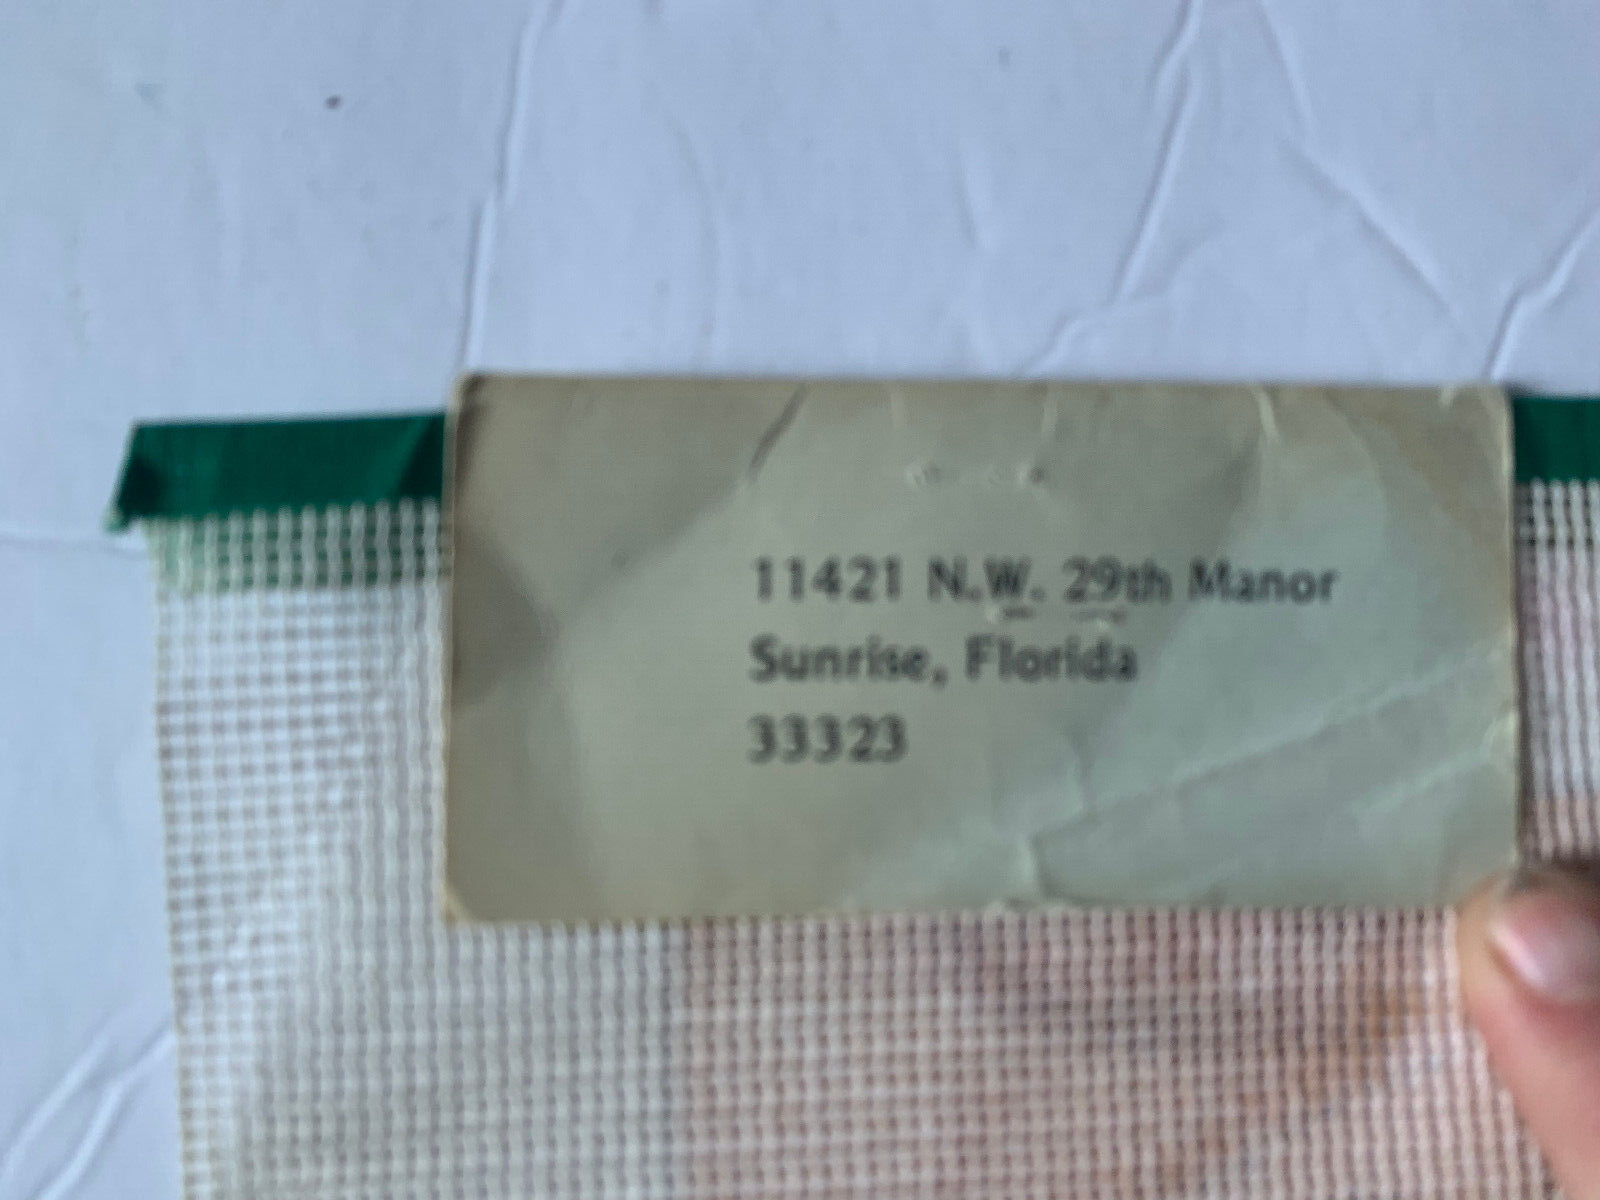 11421 N.W. 29th Manor
Sunrise, Florida
33323